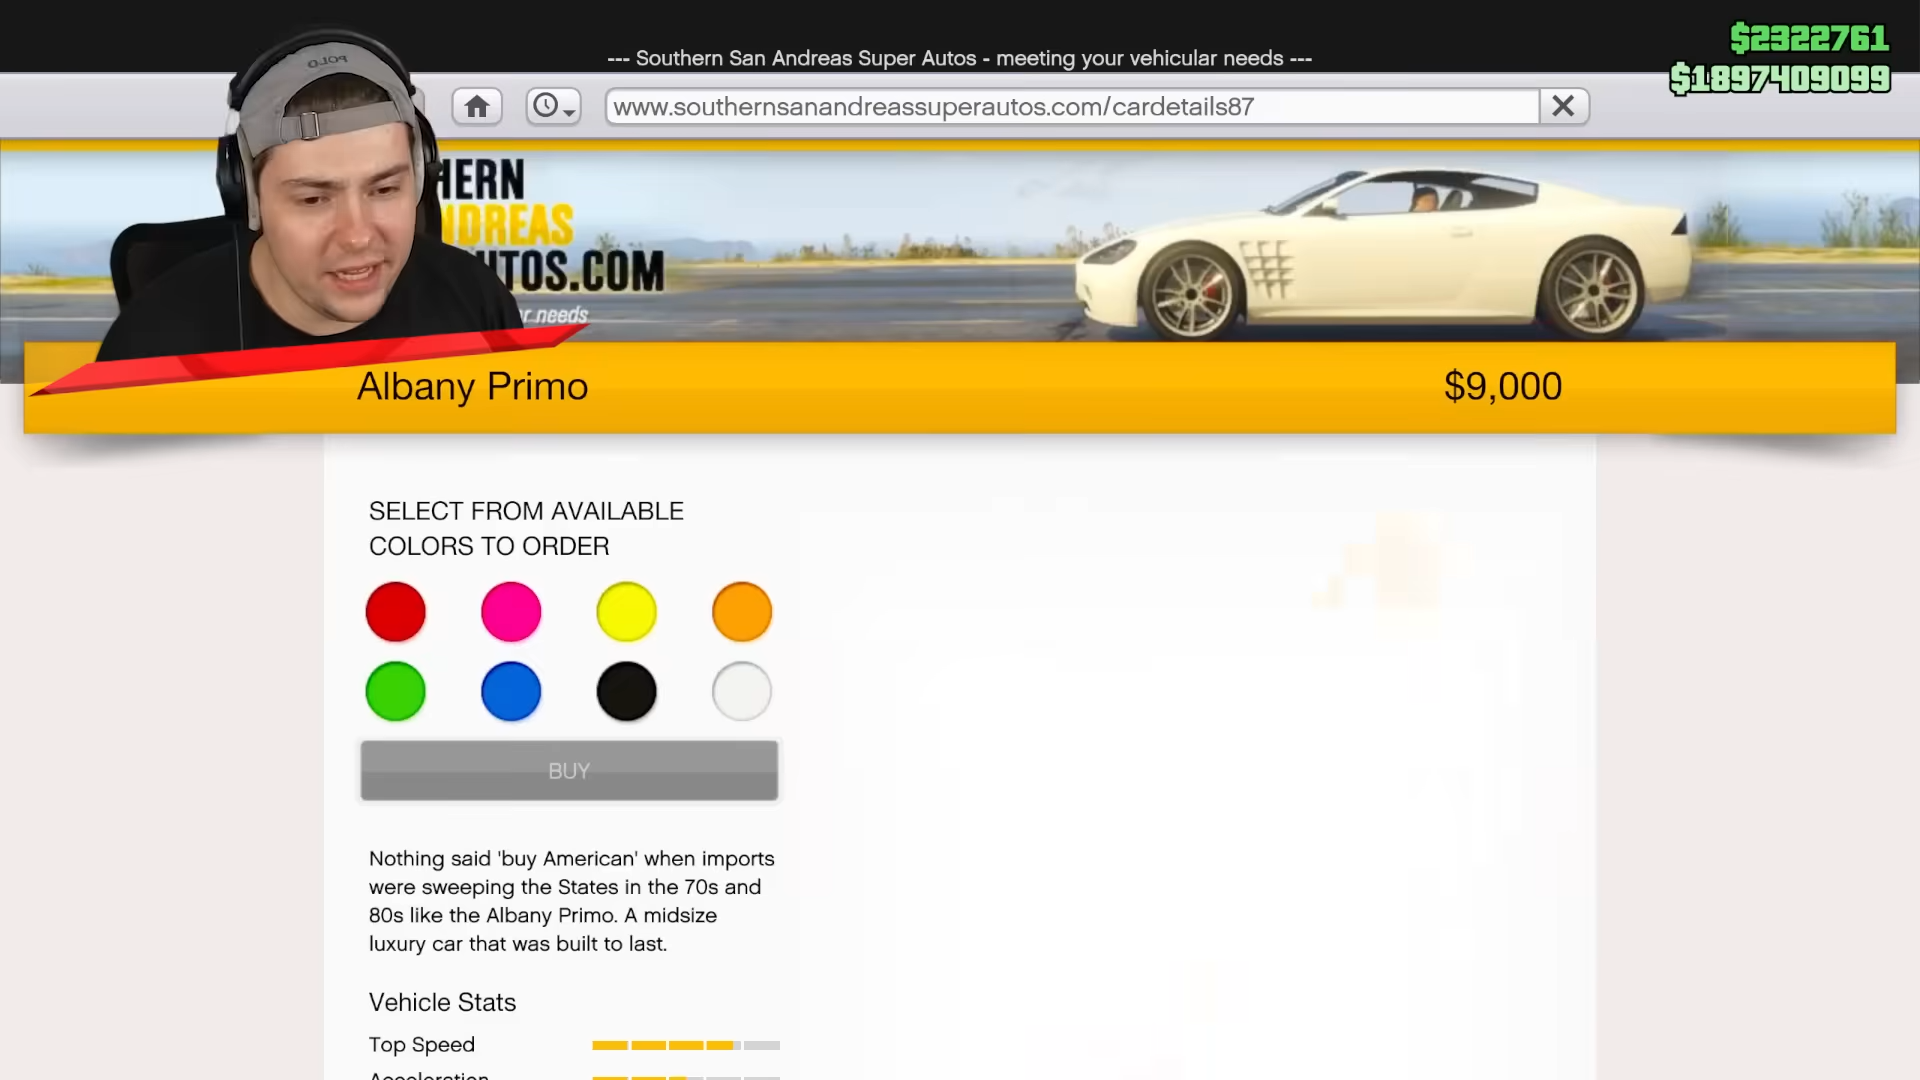 --- Southern San Andreas Super Autos - meeting your vehicular needs ---
$2322761
$1897409099
www.southernsanandreassuperautos.com/cardetails87
POLO
HERN
NDREAS
UTOS.COM
r needs
Albany Primo
$9,000
SELECT FROM AVAILABLE
COLORS TO ORDER
BUY
Nothing said 'buy American' when imports
were sweeping the States in the 70s and
80s like the Albany Primo. A midsize
luxury car that was built to last.
Vehicle Stats
Top Speed
Acceleration